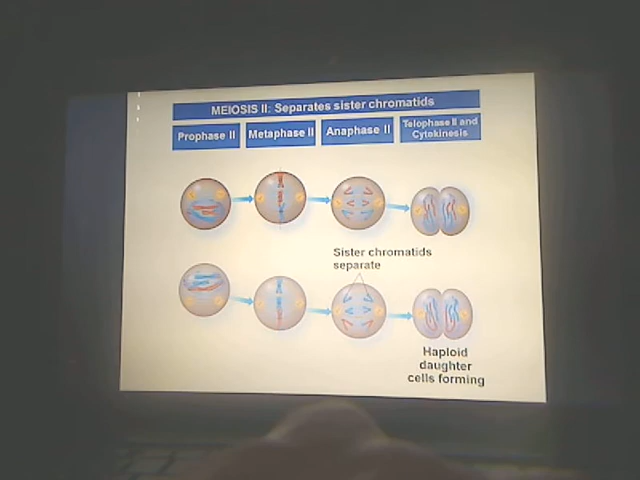 MEIOSIS II: Separates sister chromatids
Prophase II
Metaphase II
Anaphase II
Telophase II and
Cytokinesis
Sister chromatids
separate
Haploid
daughter
cells forming